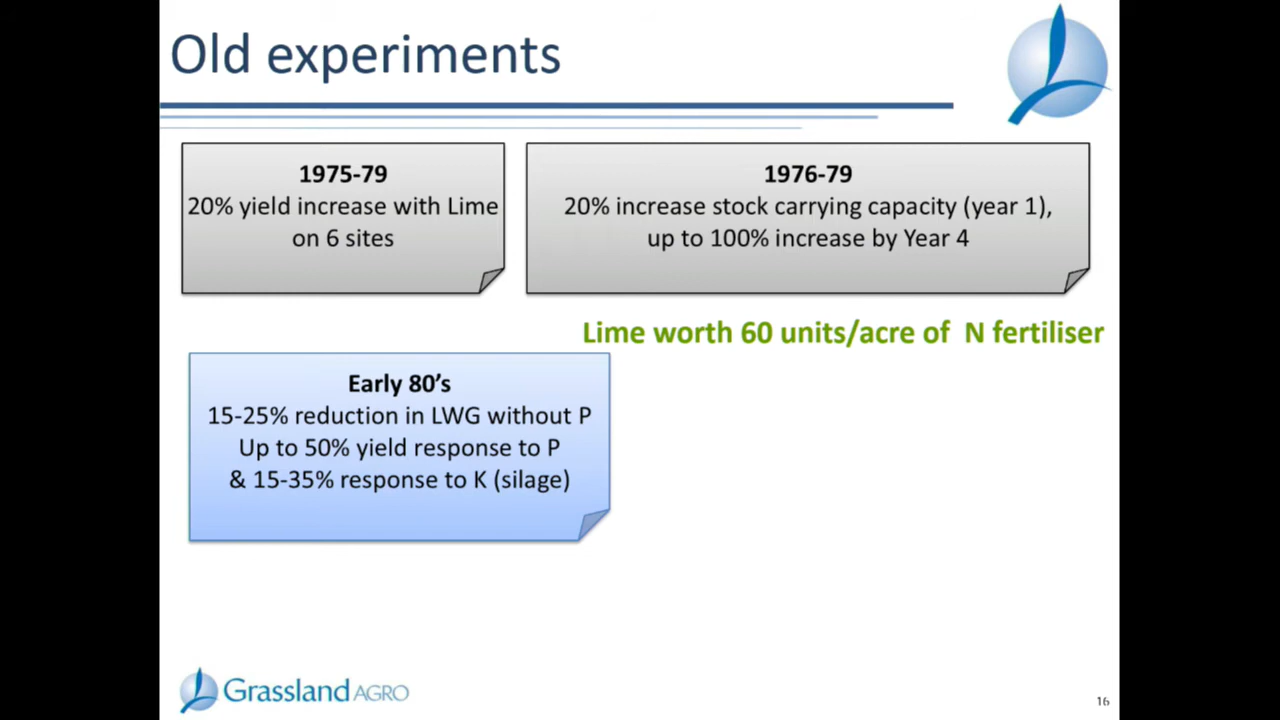 Old experiments
1975-79
20% yield increase with Lime
on 6 sites
1976-79
20% increase stock carrying capacity (year 1),
up to 100% increase by Year 4
Lime worth 60 units/acre of N fertiliser
Early 80’s
15-25% reduction in LWG without P
Up to 50% yield response to P
& 15-35% response to K (silage)
Grassland AGRO
16